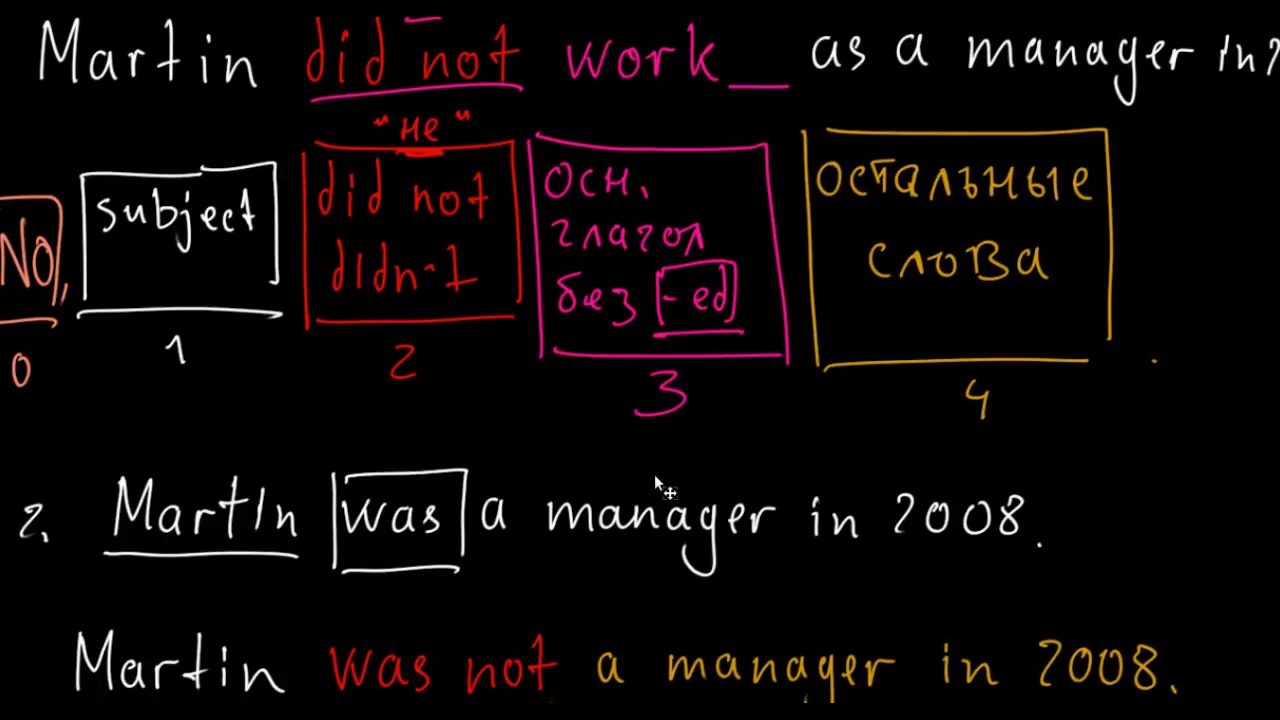 Martin did not work__ as a manager in
"не"
NO, subject did not осн. глагол без -ed остальные слова
didn't
0 1 2 3 4
2. Martin was a manager in 2008.
Martin was not a manager in 2008.